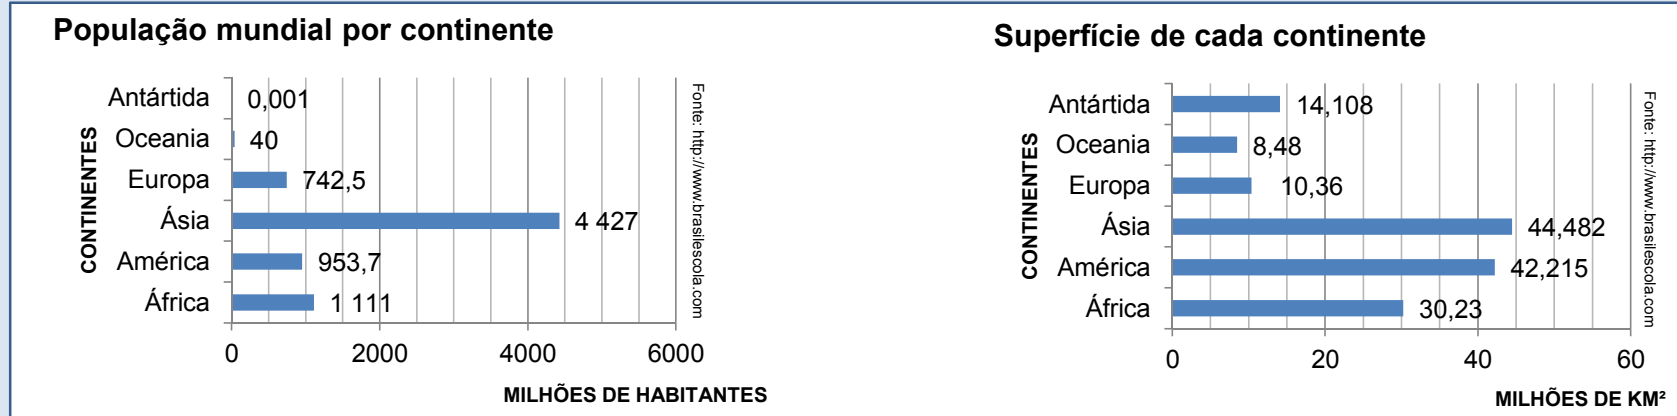 População mundial por continente
CONTINENTES
Antártida 0,001
Oceania 40
Europa 742,5
Ásia 4 427
América 953,7
África 1 111
0 2000 4000 6000
MILHÕES DE HABITANTES
Fonte: http://www.brasilescola.com
Superfície de cada continente
CONTINENTES
Antártida 14,108
Oceania 8,48
Europa 10,36
Ásia 44,482
América 42,215
África 30,23
0 20 40 60
MILHÕES DE KM²
Fonte: http://www.brasilescola.com